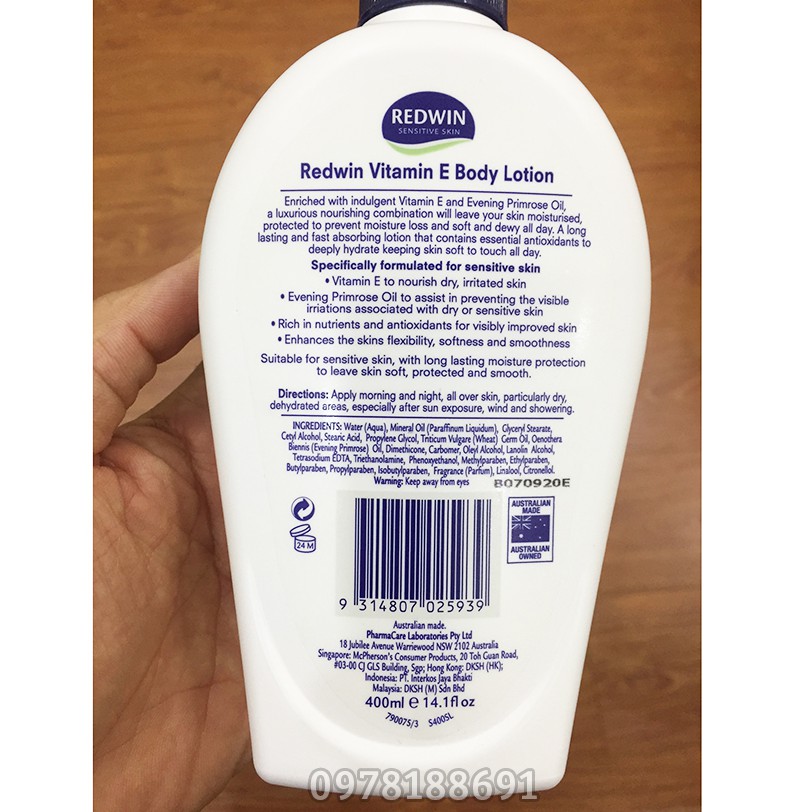 REDWIN
SENSITIVE SKIN
Redwin Vitamin E Body Lotion
Enriched with indulgent Vitamin E and Evening Primrose Oil,
a luxurious nourishing combination will leave your skin moisturised,
protected to prevent moisture loss and soft and dewy all day. A long
lasting and fast absorbing lotion that contains essential antioxidants to
deeply hydrate keeping skin soft to touch all day.
Specifically formulated for sensitive skin
• Vitamin E to nourish dry, irritated skin
• Evening Primrose Oil to assist in preventing the visible
irriations associated with dry or sensitive skin
• Rich in nutrients and antioxidants for visibly improved skin
• Enhances the skins flexibility, softness and smoothness
Suitable for sensitive skin, with long lasting moisture protection
to leave skin soft, protected and smooth.
Directions: Apply morning and night, all over skin, particularly dry,
dehydrated areas, especially after sun exposure, wind and showering.
INGREDIENTS: Water (Aqua), Mineral Oil (Paraffinum Liquidum), Glyceryl Stearate,
Cetyl Alcohol, Stearic Acid, Propylene Glycol, Triticum Vulgare (Wheat) Germ Oil, Oenothera
Biennis (Evening Primrose) Oil, Dimethicone, Carbomer, Oleyl Alcohol, Lanolin Alcohol,
Tetrasodium EDTA, Triethanolamine, Phenoxyethanol, Methylparaben, Ethylparaben,
Butylparaben, Propylparaben, Isobutylparaben, Fragrance (Parfum), Linalool, Citronellol.
Warning: Keep away from eyes
B070920E
24 M
AUSTRALIAN
MADE
AUSTRALIAN
OWNED
9 314807 025939
Australian made.
PharmaCare Laboratories Pty Ltd
18 Jubilee Avenue Warriewood NSW 2102 Australia
Singapore: McPherson's Consumer Products, 20 Toh Guan Road,
#03-00 CJ GLS Building, Sgp; Hong Kong: DKSH (HK);
Indonesia: PT. Interkos Jaya Bhakti
Malaysia: DKSH (M) Sdn Bhd
400ml e 14.1fl oz
790075/3 S400SL
0978188691